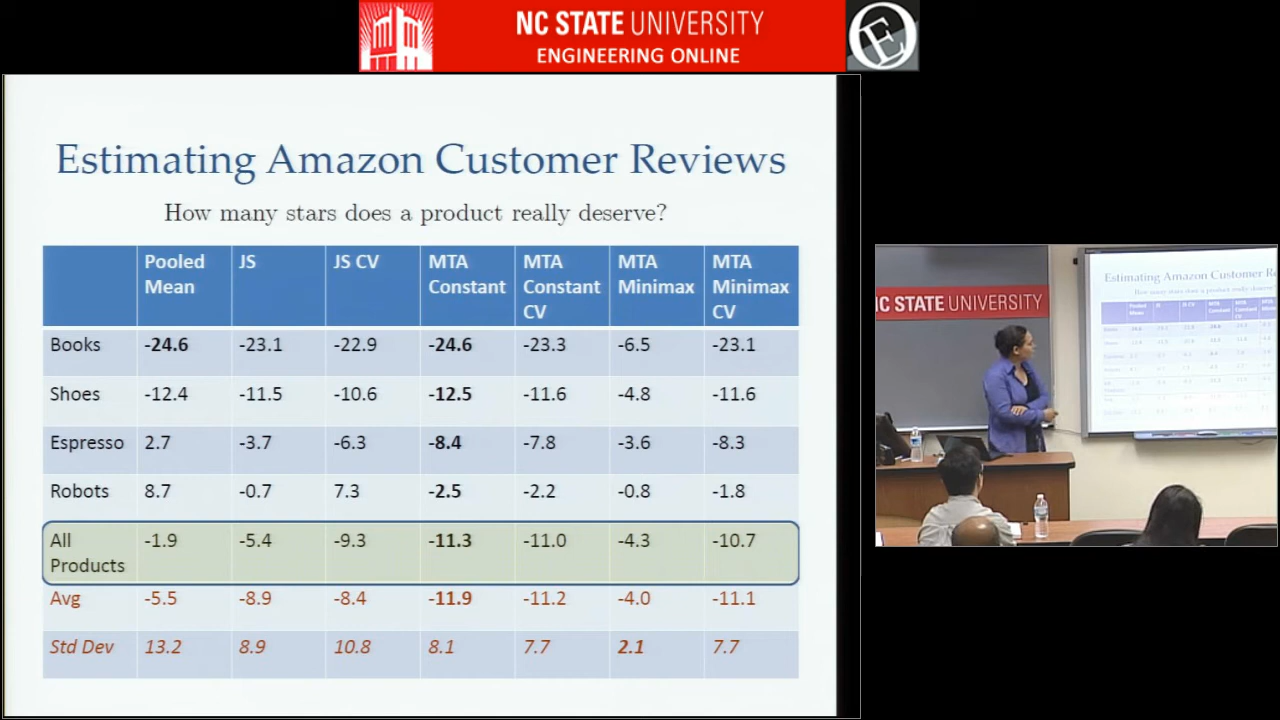 NC STATE UNIVERSITY
ENGINEERING ONLINE
Estimating Amazon Customer Reviews
How many stars does a product really deserve?
Pooled Mean JS JS CV MTA Constant MTA Constant CV MTA Minimax MTA Minimax CV
Books -24.6 -23.1 -22.9 -24.6 -23.3 -6.5 -23.1
Shoes -12.4 -11.5 -10.6 -12.5 -11.6 -4.8 -11.6
Espresso 2.7 -3.7 -6.3 -8.4 -7.8 -3.6 -8.3
Robots 8.7 -0.7 7.3 -2.5 -2.2 -0.8 -1.8
All Products -1.9 -5.4 -9.3 -11.3 -11.0 -4.3 -10.7
Avg -5.5 -8.9 -8.4 -11.9 -11.2 -4.0 -11.1
Std Dev 13.2 8.9 10.8 8.1 7.7 2.1 7.7
NC STATE UNIVERSITY
Estimating Amazon Customer
How many stars does a product really deserve?